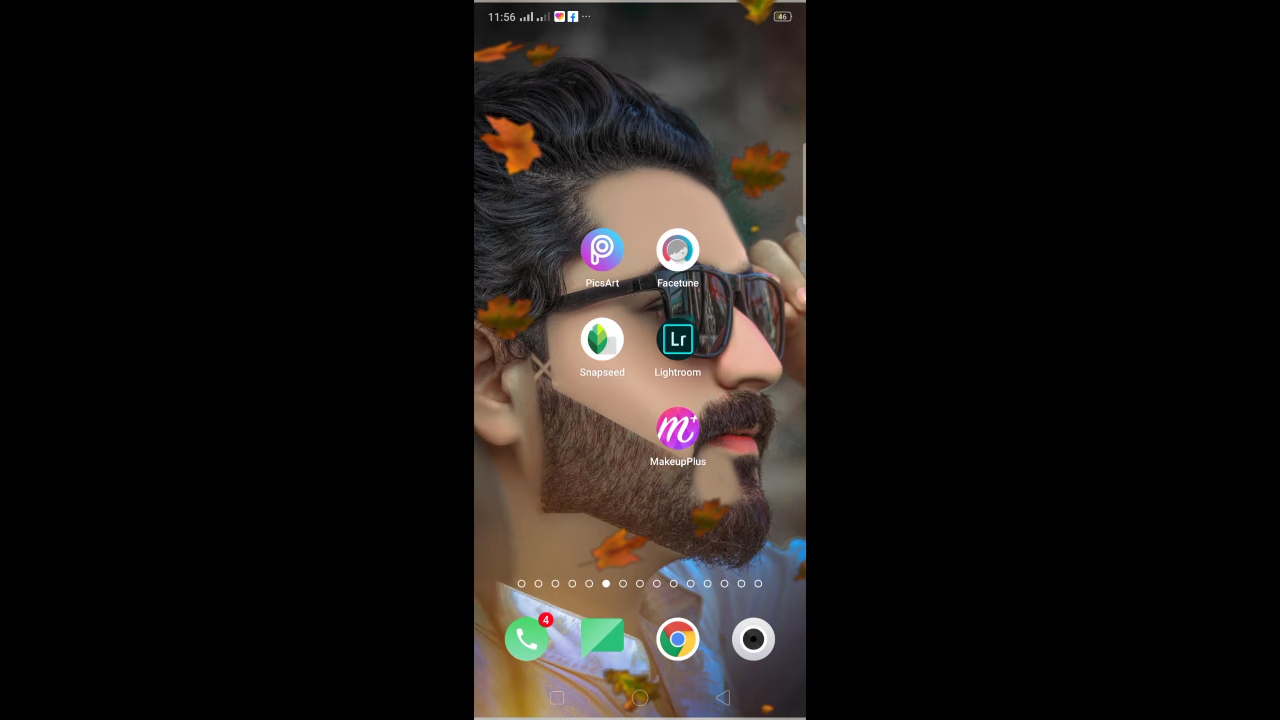 11:56
46
PicsArt
Facetune
Snapseed
Lr
Lightroom
m+
MakeupPlus
4